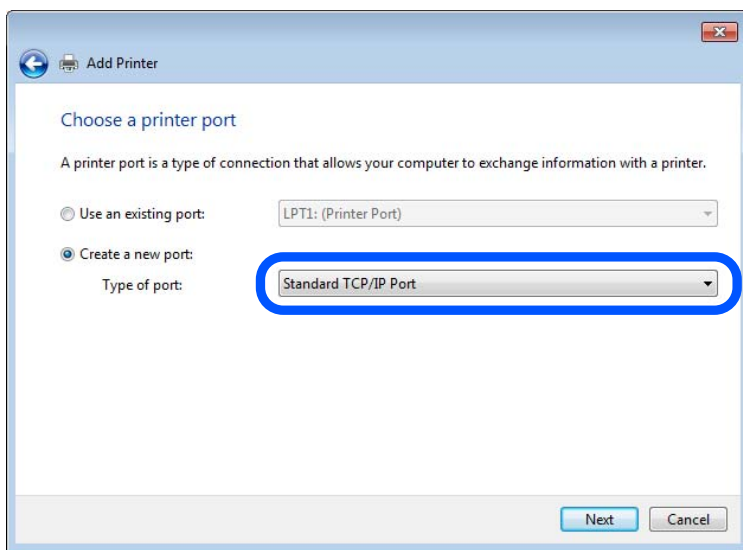 Add Printer
Choose a printer port
A printer port is a type of connection that allows your computer to exchange information with a printer.
Use an existing port: LPT1: (Printer Port)
Create a new port:
Type of port: Standard TCP/IP Port
Next Cancel